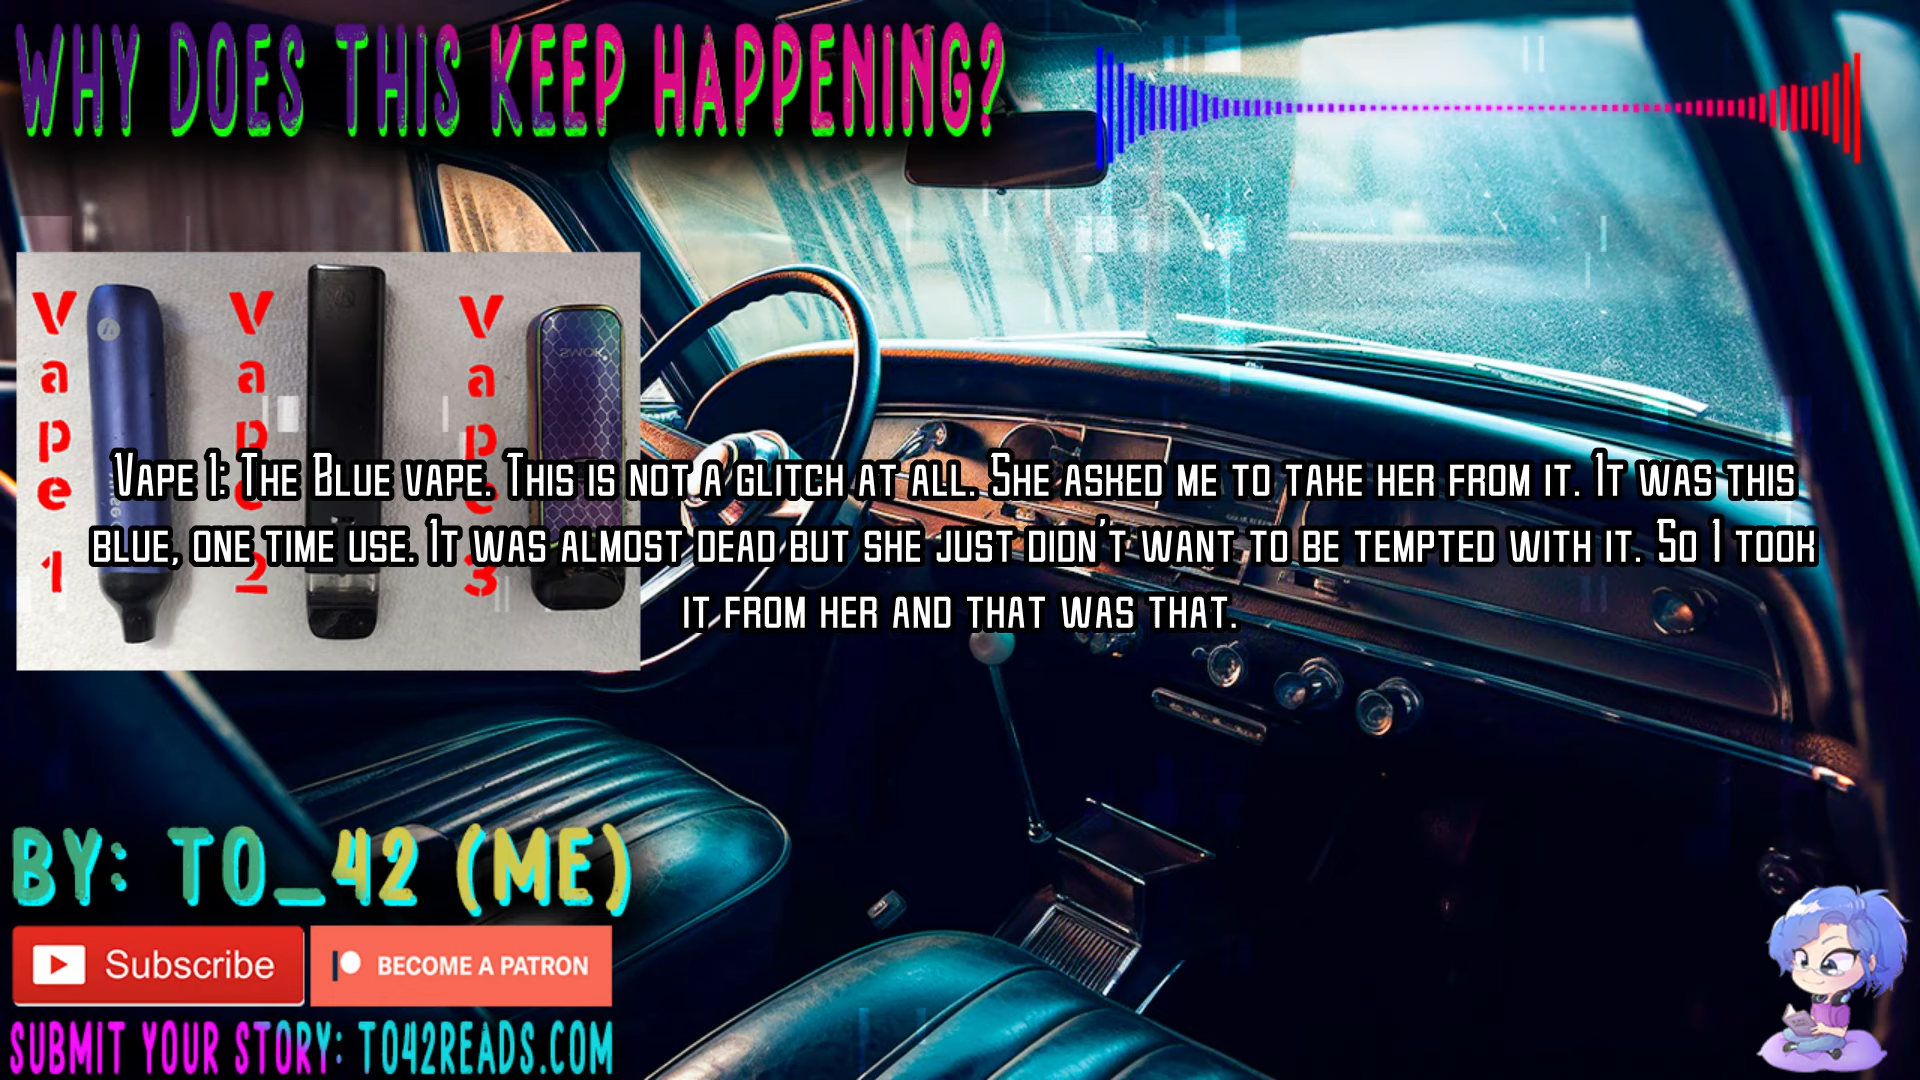 WHY DOES THIS KEEP HAPPENING?
Vape 1
Vape 2
Vape 3
SMOK
Vape 1: The Blue vape. This is not a glitch at all. She asked me to take her from it. It was this
blue, one time use. It was almost dead but she just didn't want to be tempted with it. So I took
it from her and that was that.
BY: TO_42 (ME)
Subscribe
BECOME A PATRON
SUBMIT YOUR STORY: TO42READS.COM